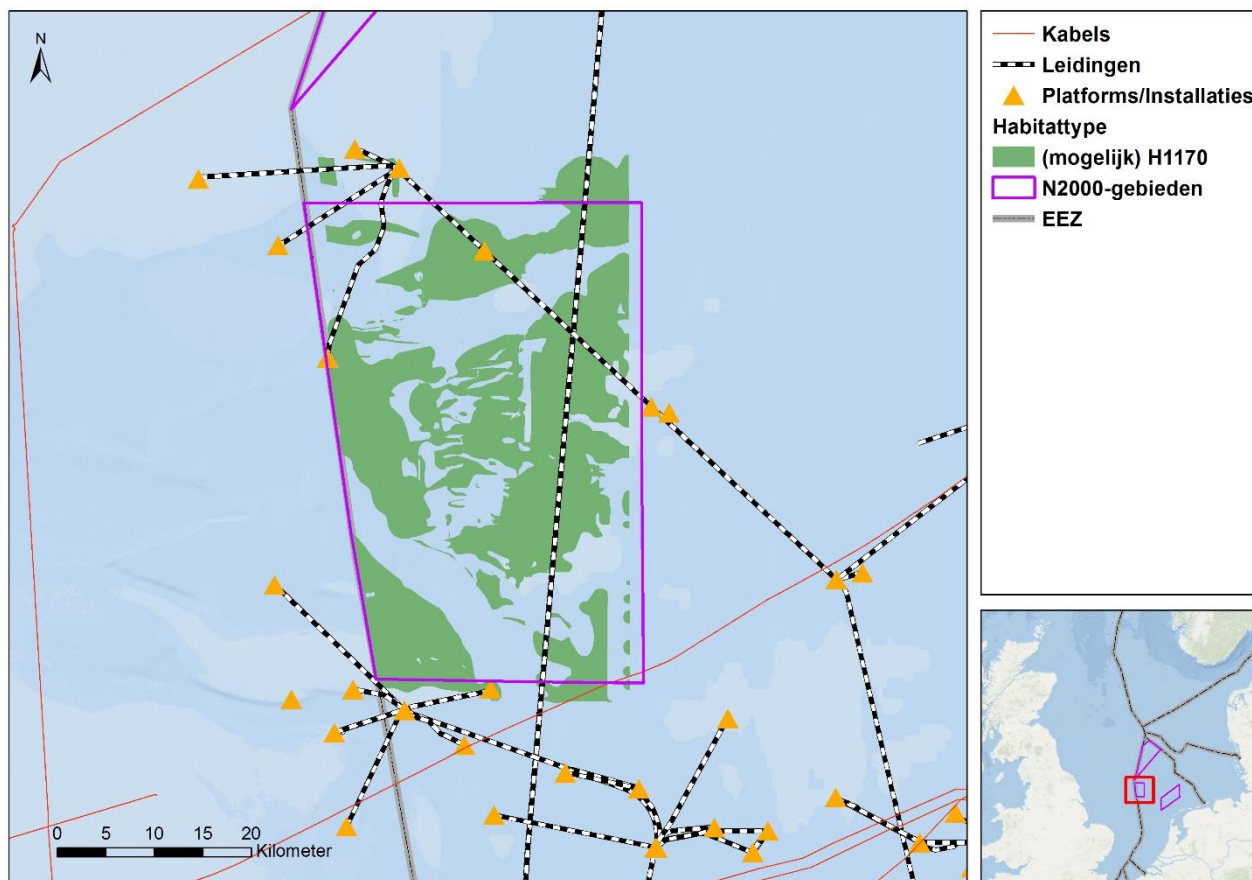 N
Kabels
Leidingen
Platforms/Installaties
Habitattype
(mogelijk) H1170
N2000-gebieden
EEZ
0 5 10 15 20
Kilometer